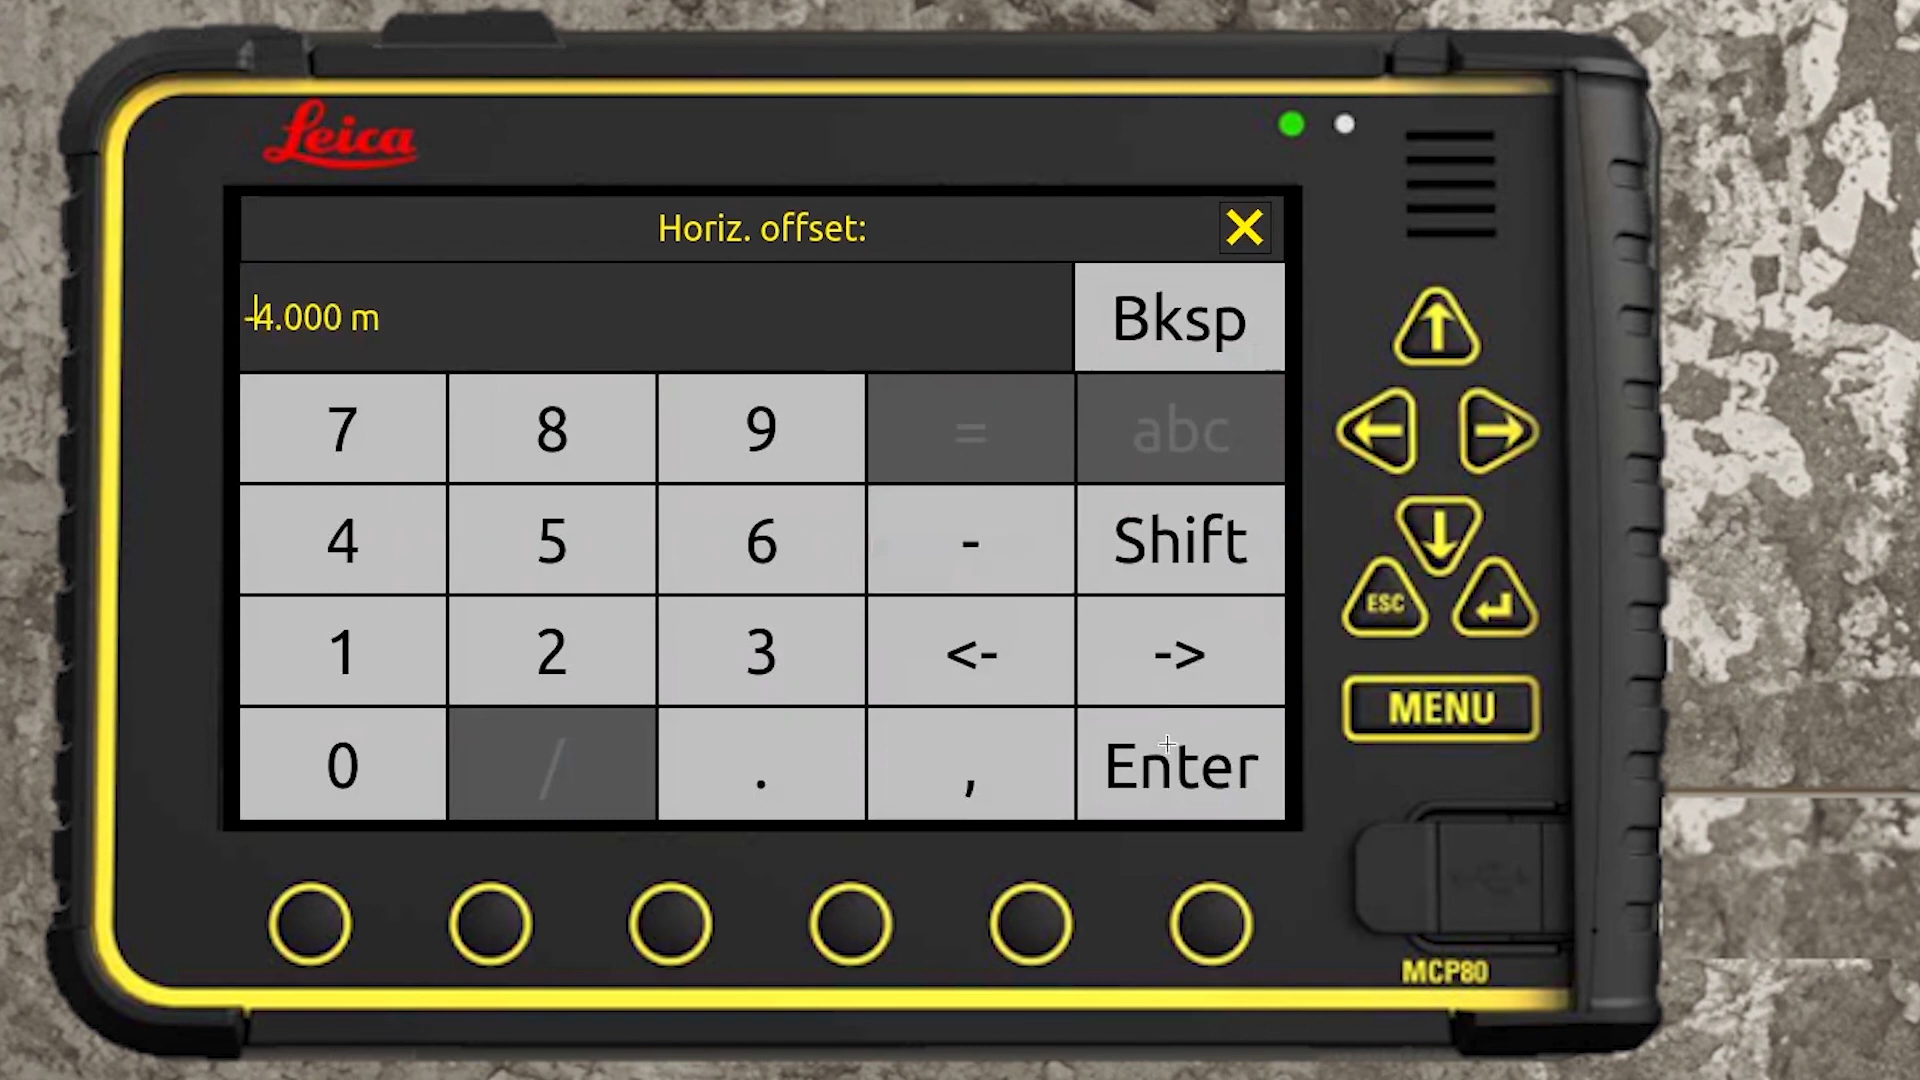 Leica
Horiz. offset:
-4.000 m
Bksp
7 8 9 = abc
4 5 6 - Shift
1 2 3 <- ->
0 / . , Enter
ESC
MENU
MCP80